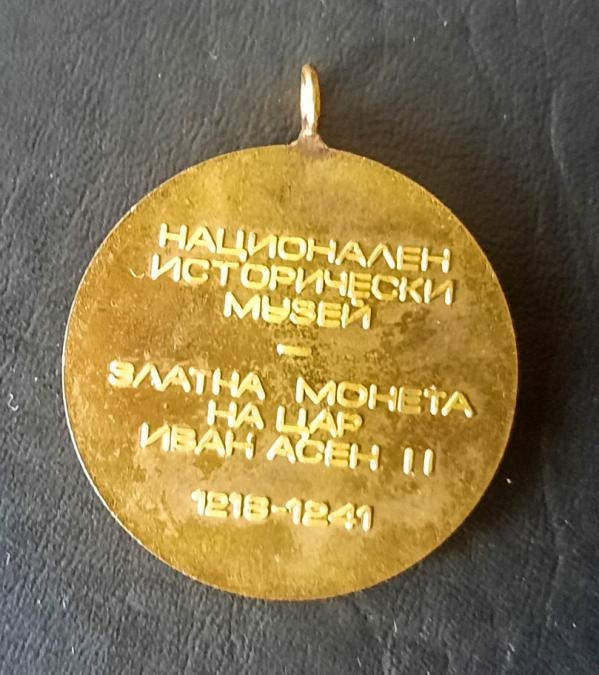 НАЦИОНАЛЕН
ИСТОРИЧЕСКИ
МУЗЕЙ
–
ЗЛАТНА МОНЕТА
НА ЦАР
ИВАН АСЕН II
1218-1241